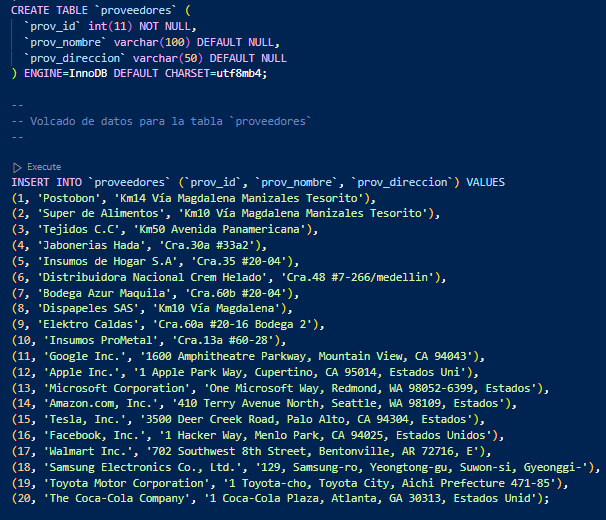 CREATE TABLE `proveedores` (
  `prov_id` int(11) NOT NULL,
  `prov_nombre` varchar(100) DEFAULT NULL,
  `prov_direccion` varchar(50) DEFAULT NULL
) ENGINE=InnoDB DEFAULT CHARSET=utf8mb4;
--
-- Volcado de datos para la tabla `proveedores`
--
Execute
INSERT INTO `proveedores` (`prov_id`, `prov_nombre`, `prov_direccion`) VALUES
(1, 'Postobon', 'Km14 Vía Magdalena Manizales Tesorito'),
(2, 'Super de Alimentos', 'Km10 Vía Magdalena Manizales Tesorito'),
(3, 'Tejidos C.C', 'Km50 Avenida Panamericana'),
(4, 'Jabonerias Hada', 'Cra.30a #33a2'),
(5, 'Insumos de Hogar S.A', 'Cra.35 #20-04'),
(6, 'Distribuidora Nacional Crem Helado', 'Cra.48 #7-266/medellin'),
(7, 'Bodega Azur Maquila', 'Cra.60b #20-04'),
(8, 'Dispapeles SAS', 'Km10 Vía Magdalena'),
(9, 'Elektro Caldas', 'Cra.60a #20-16 Bodega 2'),
(10, 'Insumos ProMetal', 'Cra.13a #60-28'),
(11, 'Google Inc.', '1600 Amphitheatre Parkway, Mountain View, CA 94043'),
(12, 'Apple Inc.', '1 Apple Park Way, Cupertino, CA 95014, Estados Uni'),
(13, 'Microsoft Corporation', 'One Microsoft Way, Redmond, WA 98052-6399, Estados'),
(14, 'Amazon.com, Inc.', '410 Terry Avenue North, Seattle, WA 98109, Estados'),
(15, 'Tesla, Inc.', '3500 Deer Creek Road, Palo Alto, CA 94304, Estados'),
(16, 'Facebook, Inc.', '1 Hacker Way, Menlo Park, CA 94025, Estados Unidos'),
(17, 'Walmart Inc.', '702 Southwest 8th Street, Bentonville, AR 72716, E'),
(18, 'Samsung Electronics Co., Ltd.', '129, Samsung-ro, Yeongtong-gu, Suwon-si, Gyeonggi-'),
(19, 'Toyota Motor Corporation', '1 Toyota-cho, Toyota City, Aichi Prefecture 471-85'),
(20, 'The Coca-Cola Company', '1 Coca-Cola Plaza, Atlanta, GA 30313, Estados Unid');